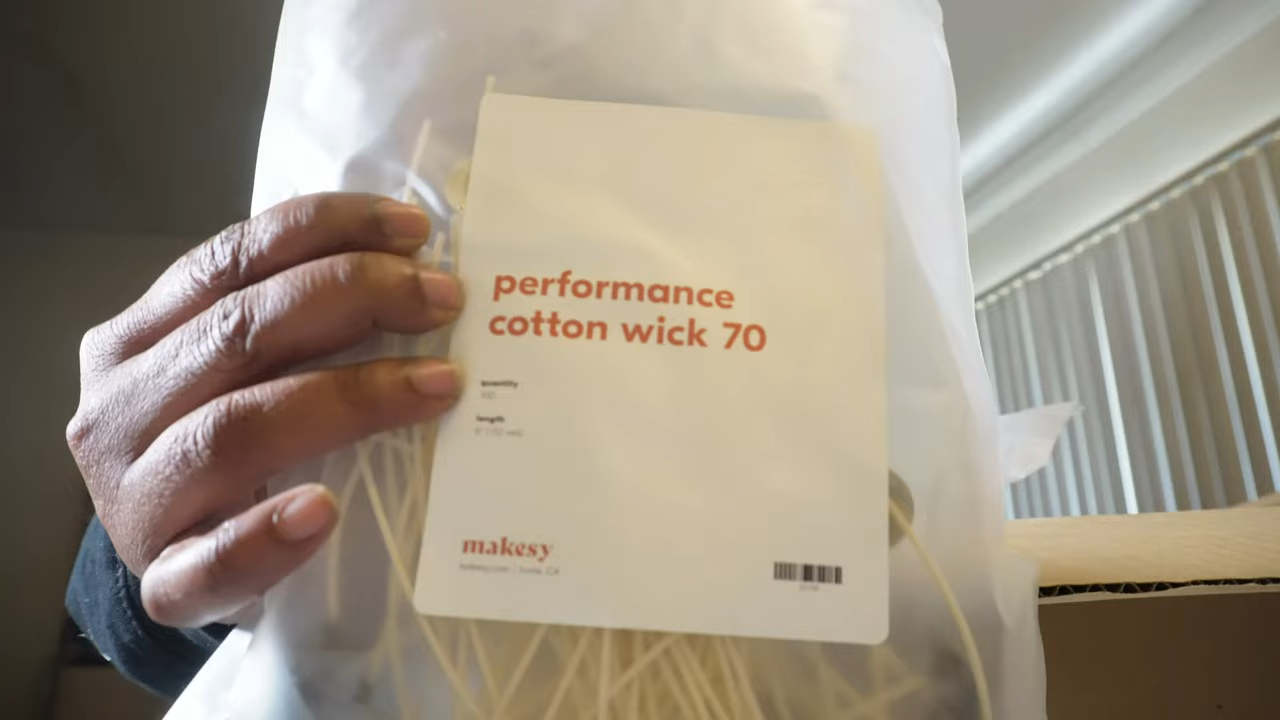 performance
cotton wick 70
quantity
length
makesy